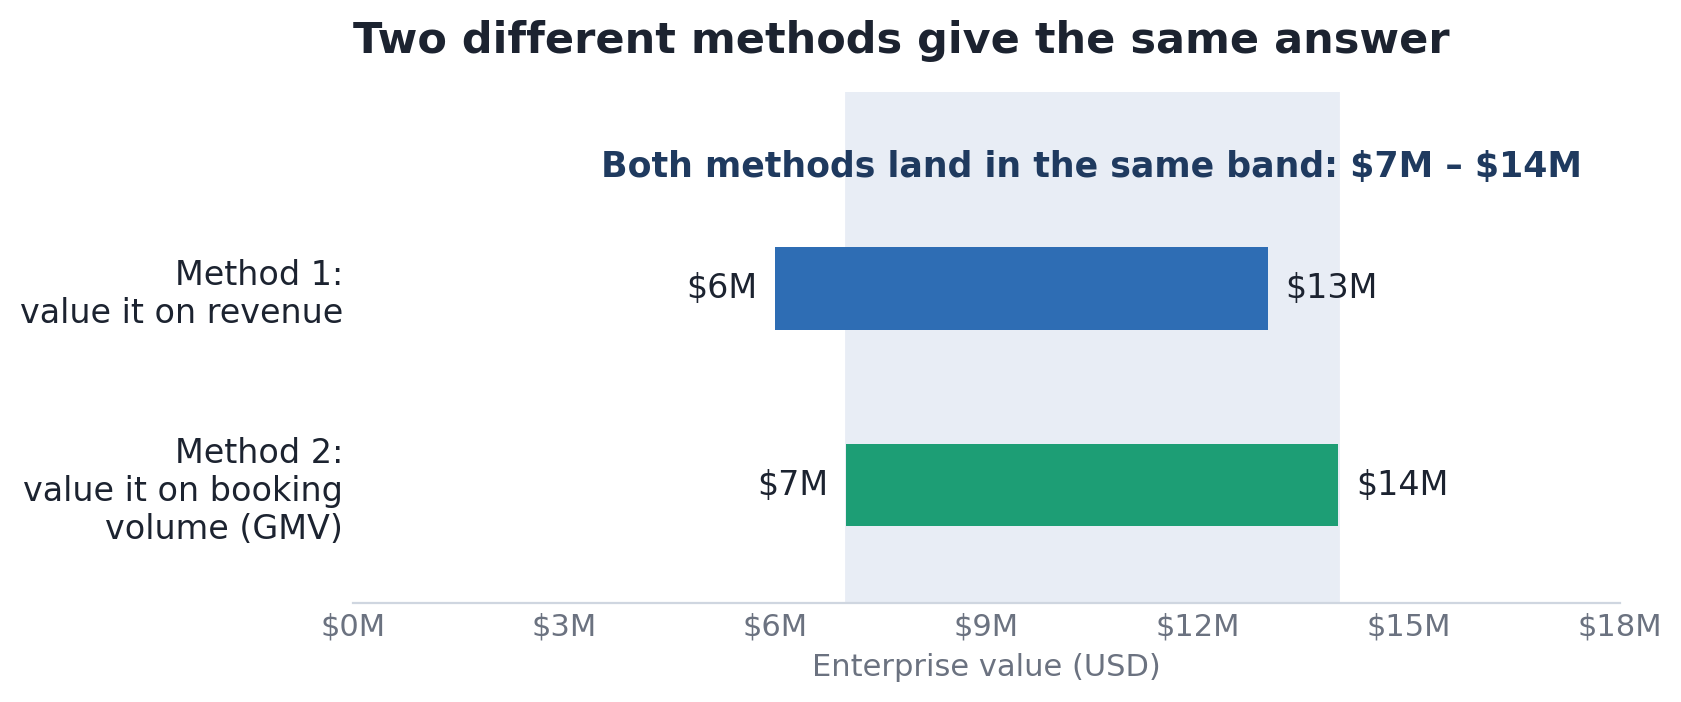 Two different methods give the same answer
Both methods land in the same band: $7M – $14M
Method 1:
value it on revenue
$6M
$13M
Method 2:
value it on booking
volume (GMV)
$7M
$14M
$0M
$3M
$6M
$9M
$12M
$15M
$18M
Enterprise value (USD)